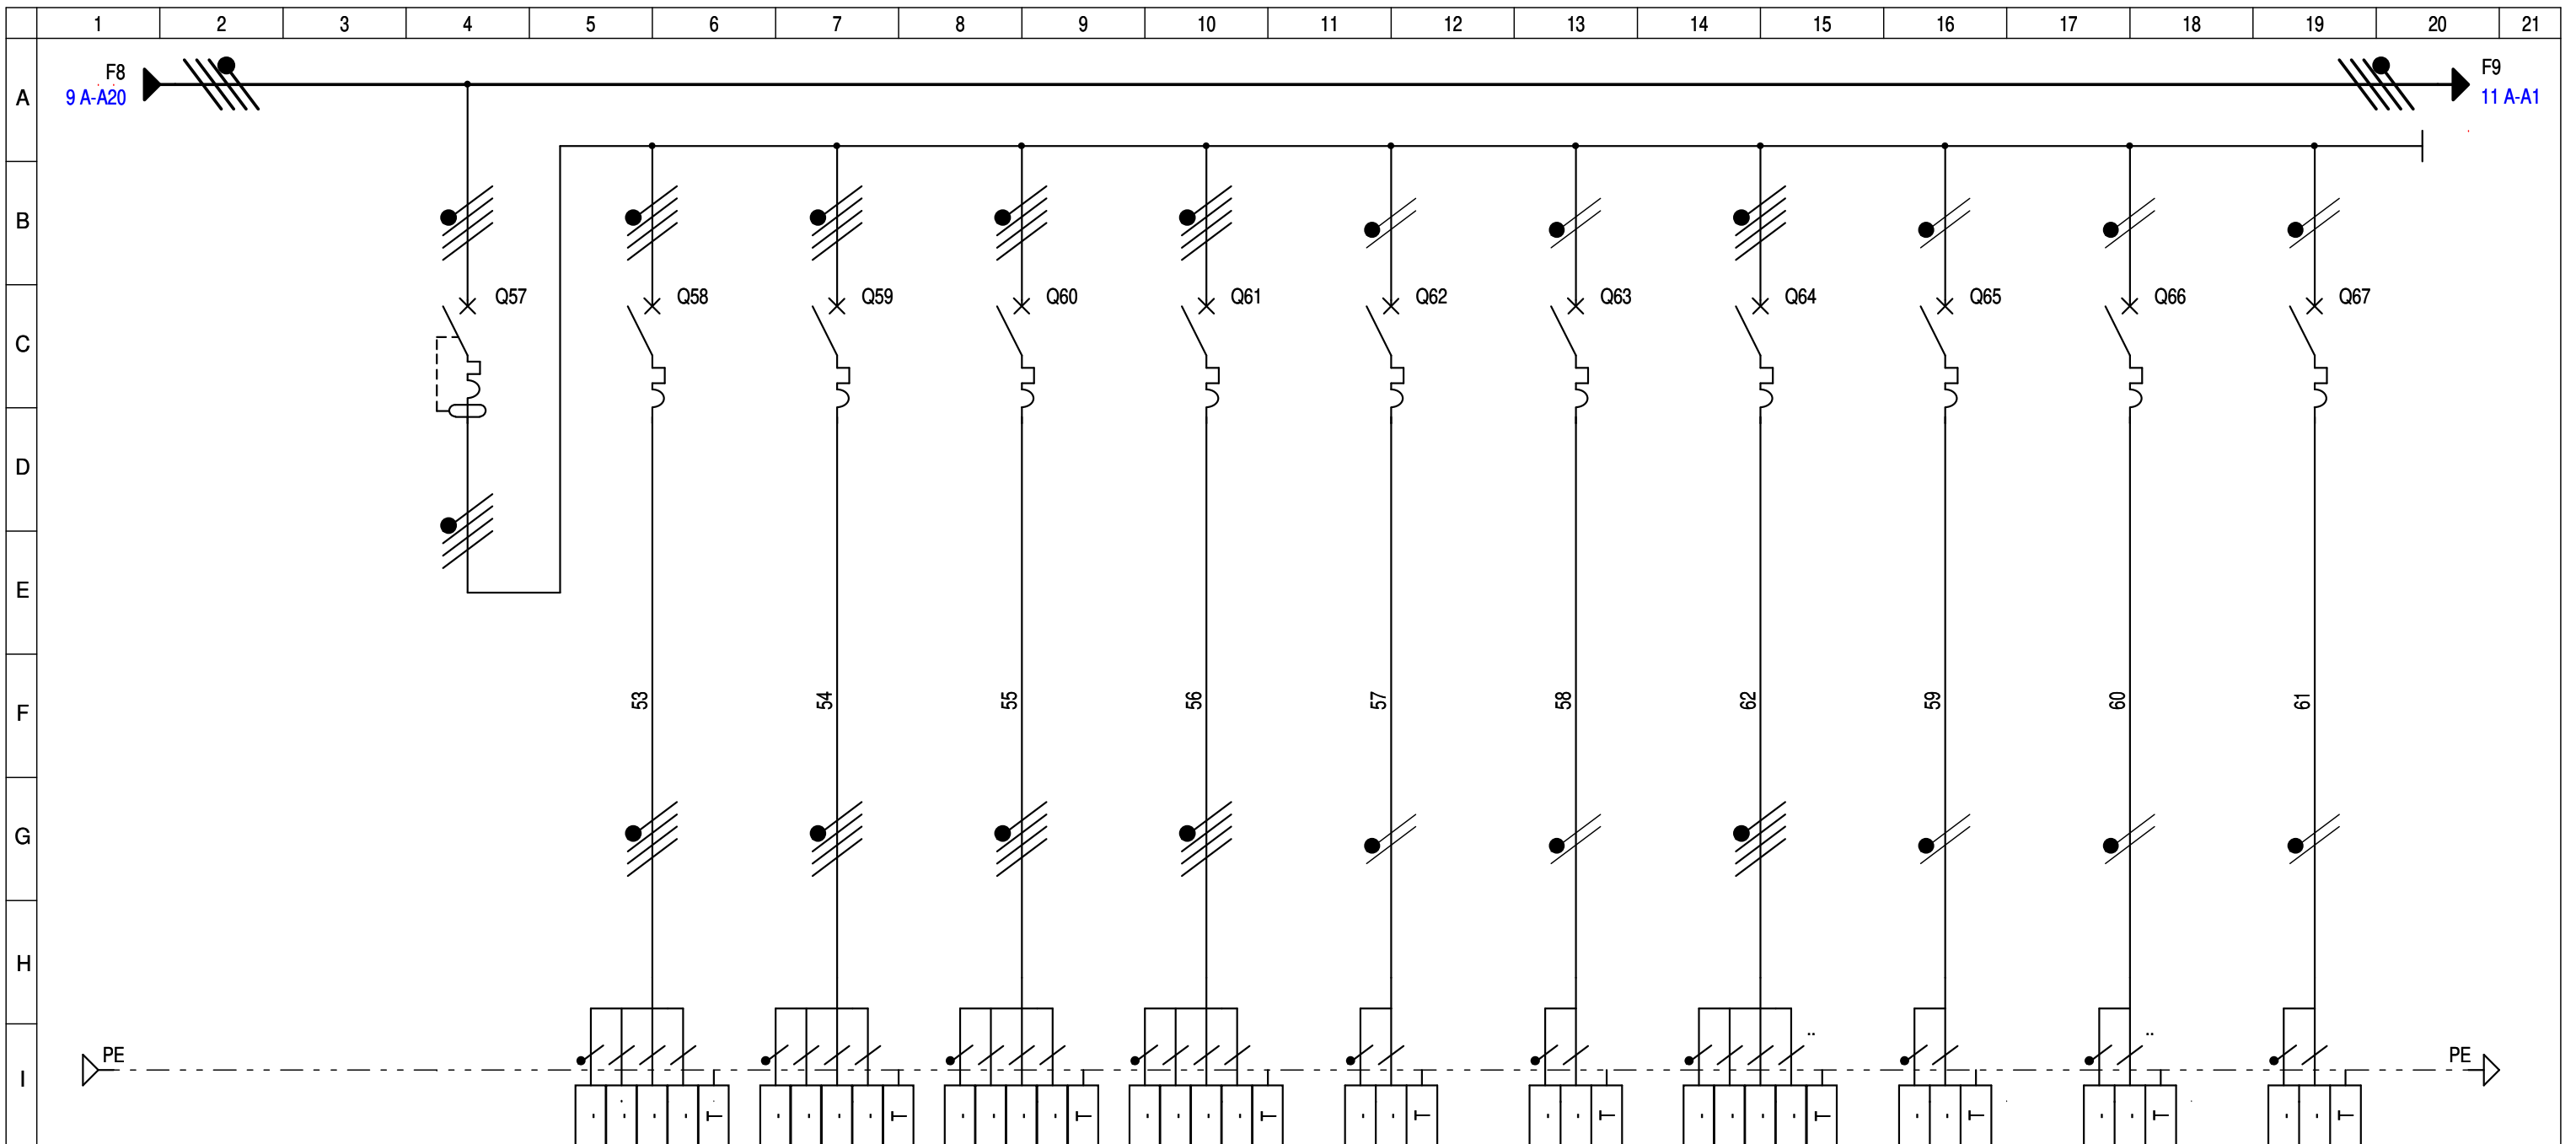 1 2 3 4 5 6 7 8 9 10 11 12 13 14 15 16 17 18 19 20 21
F8 F9
A 9 A-A20 11 A-A1
B
Q57 Q58 Q59 Q60 Q61 Q62 Q63 Q64 Q65 Q66 Q67
C
D
E
F 53 54 55 56 57 58 62 59 60 61
G
H
PE PE
I
- - - - T - - - - T - - - - T - - - - T - - T - - T - - - - T - - T - - T - - T